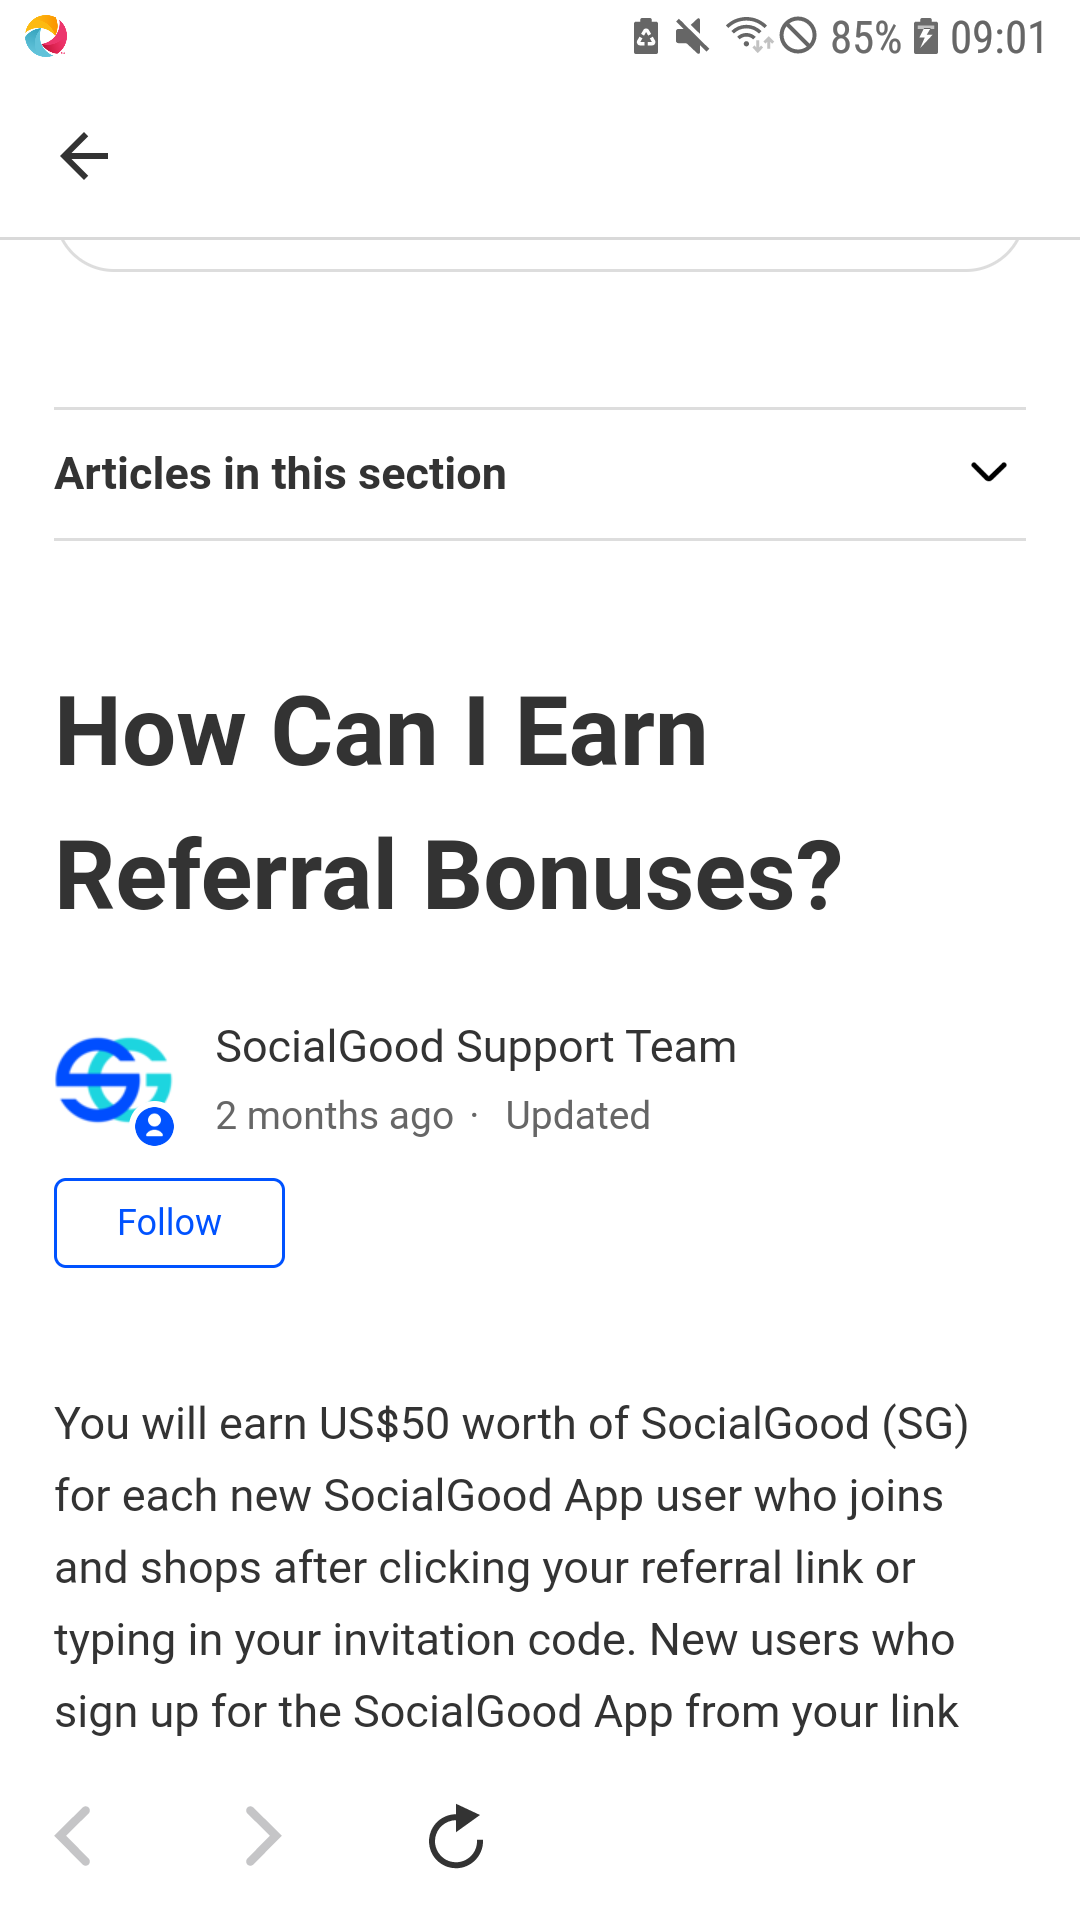 85% 09:01
Articles in this section
How Can I Earn
Referral Bonuses?
SocialGood Support Team
2 months ago · Updated
Follow
You will earn US$50 worth of SocialGood (SG)
for each new SocialGood App user who joins
and shops after clicking your referral link or
typing in your invitation code. New users who
sign up for the SocialGood App from your link